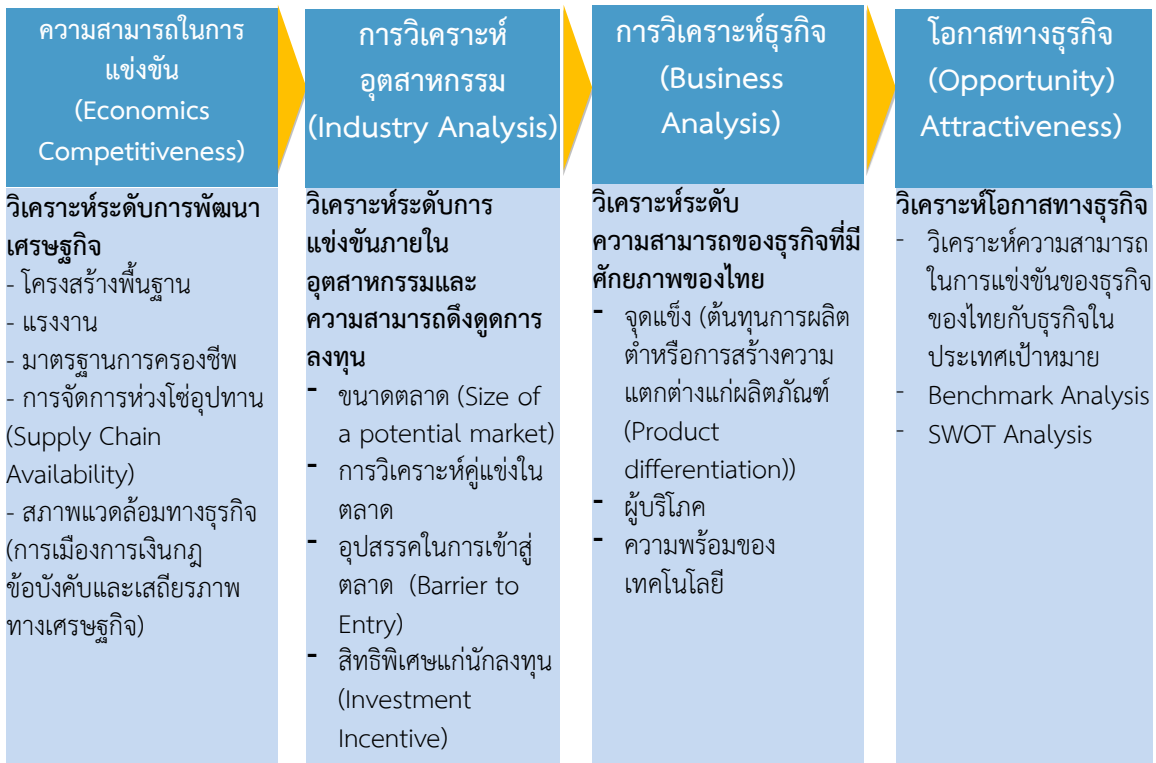 ความสามารถในการ
แข่งขัน
(Economics
Competitiveness)
วิเคราะห์ระดับการพัฒนา
เศรษฐกิจ
- โครงสร้างพื้นฐาน
- แรงงาน
- มาตรฐานการครองชีพ
- การจัดการห่วงโซ่อุปทาน
(Supply Chain
Availability)
- สภาพแวดล้อมทางธุรกิจ
(การเมืองการเงินกฎ
ข้อบังคับและเสถียรภาพ
ทางเศรษฐกิจ)
การวิเคราะห์
อุตสาหกรรม
(Industry Analysis)
วิเคราะห์ระดับการ
แข่งขันภายใน
อุตสาหกรรมและ
ความสามารถดึงดูดการ
ลงทุน
- ขนาดตลาด (Size of
a potential market)
- การวิเคราะห์คู่แข่งใน
ตลาด
- อุปสรรคในการเข้าสู่
ตลาด (Barrier to
Entry)
- สิทธิพิเศษแก่นักลงทุน
(Investment
Incentive)
การวิเคราะห์ธุรกิจ
(Business
Analysis)
วิเคราะห์ระดับ
ความสามารถของธุรกิจที่มี
ศักยภาพของไทย
- จุดแข็ง (ต้นทุนการผลิต
ต่ำหรือการสร้างความ
แตกต่างแก่ผลิตภัณฑ์
(Product
differentiation))
- ผู้บริโภค
- ความพร้อมของ
เทคโนโลยี
โอกาสทางธุรกิจ
(Opportunity)
Attractiveness)
วิเคราะห์โอกาสทางธุรกิจ
- วิเคราะห์ความสามารถ
ในการแข่งขันของธุรกิจ
ของไทยกับธุรกิจใน
ประเทศเป้าหมาย
- Benchmark Analysis
- SWOT Analysis